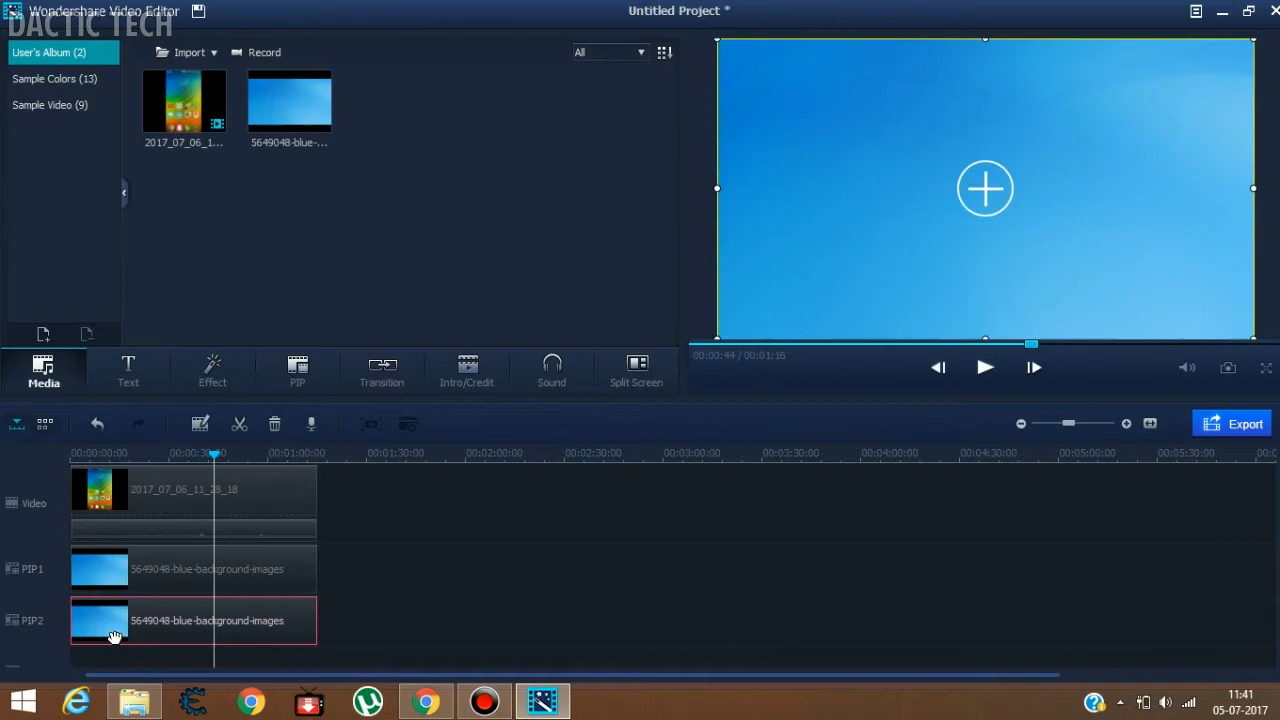 Wondershare Video Editor
Untitled Project *
DACTIC TECH
User's Album (2)
Import
Record
All
Sample Colors (13)
Sample Video (9)
2017_07_06_1...
5649048-blue-...
00:00:44 / 00:01:16
Media
Text
Effect
PIP
Transition
Intro/Credit
Sound
Split Screen
Export
00:00:00:00 00:01:00:00 00:01:30:00 00:02:00:00 00:02:30:00 00:03:00:00 00:03:30:00 00:04:00:00 00:04:30:00 00:05:00:00 00:05:30:00
Video
2017_07_06_11_28_18
PIP1
5649048-blue-background-images
PIP2
5649048-blue-background-images
11:41
05-07-2017